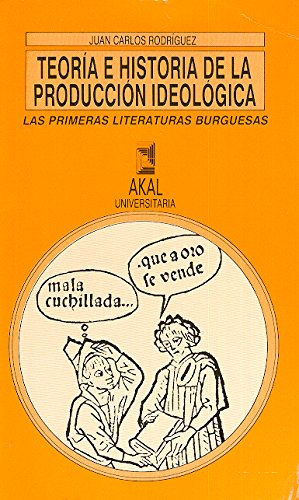 JUAN CARLOS RODRÍGUEZ
TEORÍA E HISTORIA DE LA
PRODUCCIÓN IDEOLÓGICA
LAS PRIMERAS LITERATURAS BURGUESAS
AKAL
UNIVERSITARIA
mala
cuchillada...
.que a oro
se vende